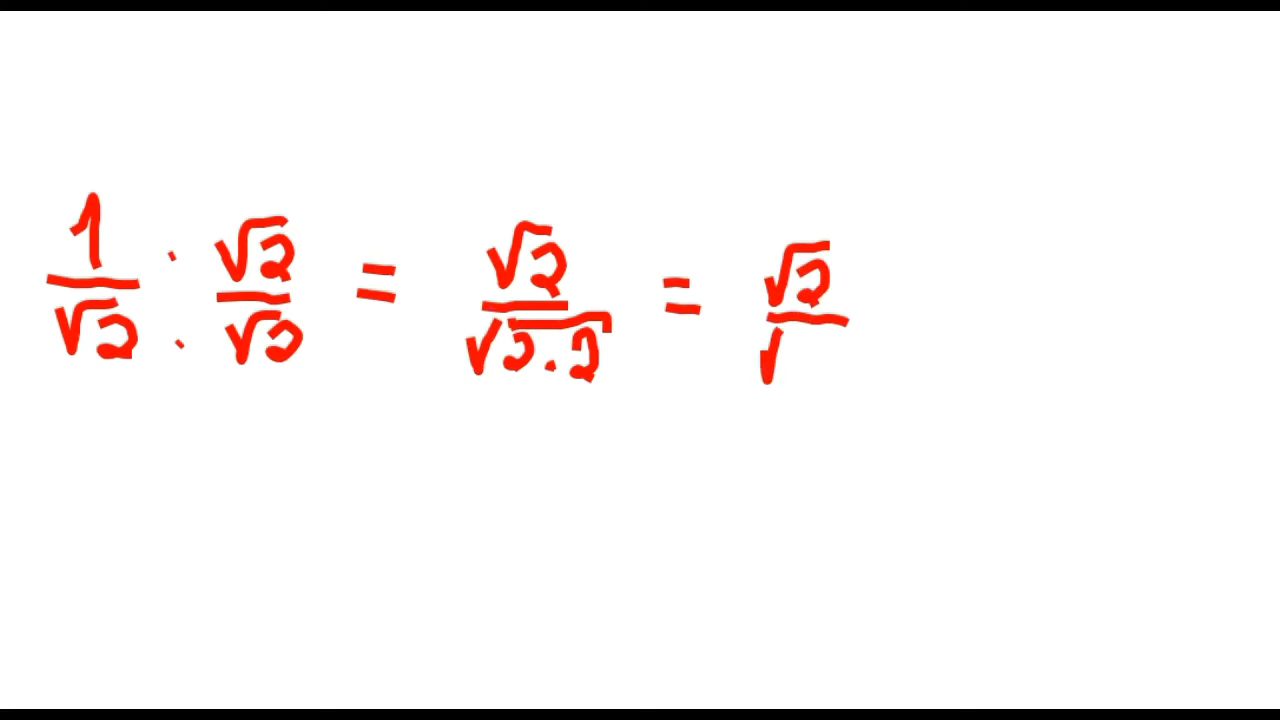 1/√2 · √2/√2 = √2/√(2·2) = √2/√